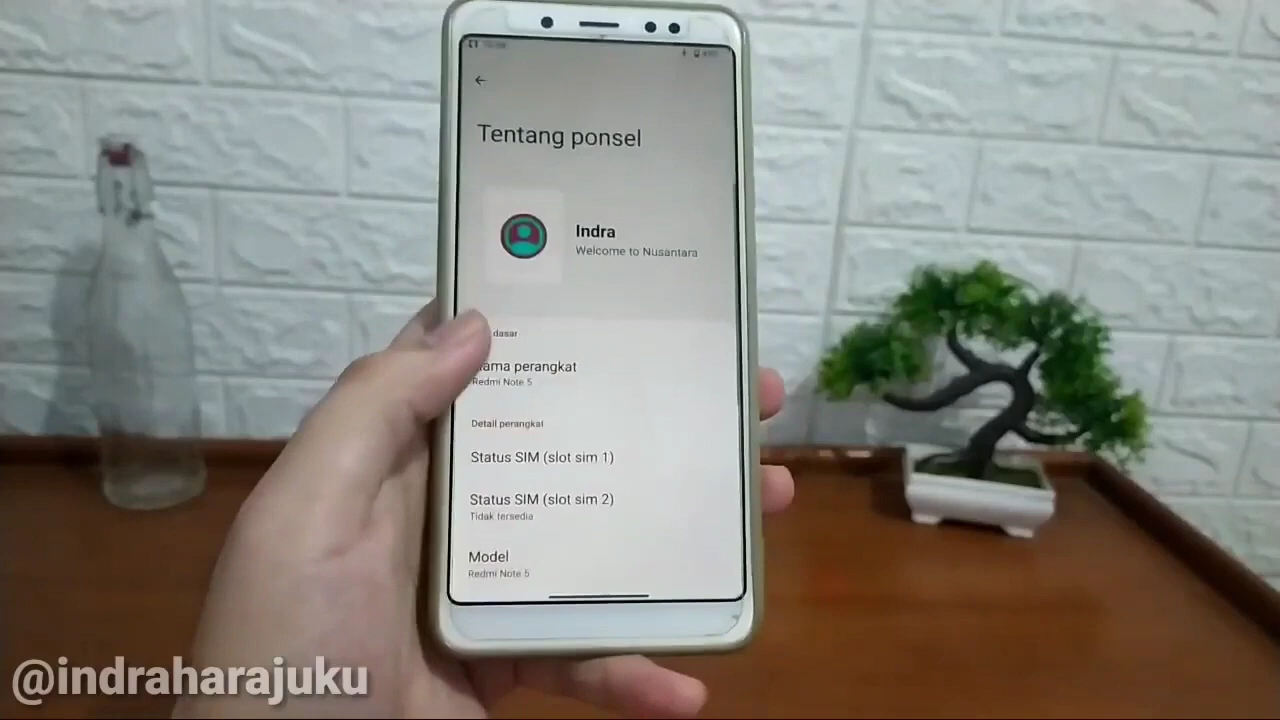 Tentang ponsel
Indra
Welcome to Nusantara
dasar
ama perangkat
Redmi Note 5
Detail perangkat
Status SIM (slot sim 1)
Status SIM (slot sim 2)
Tidak tersedia
Model
Redmi Note 5
@indraharajuku